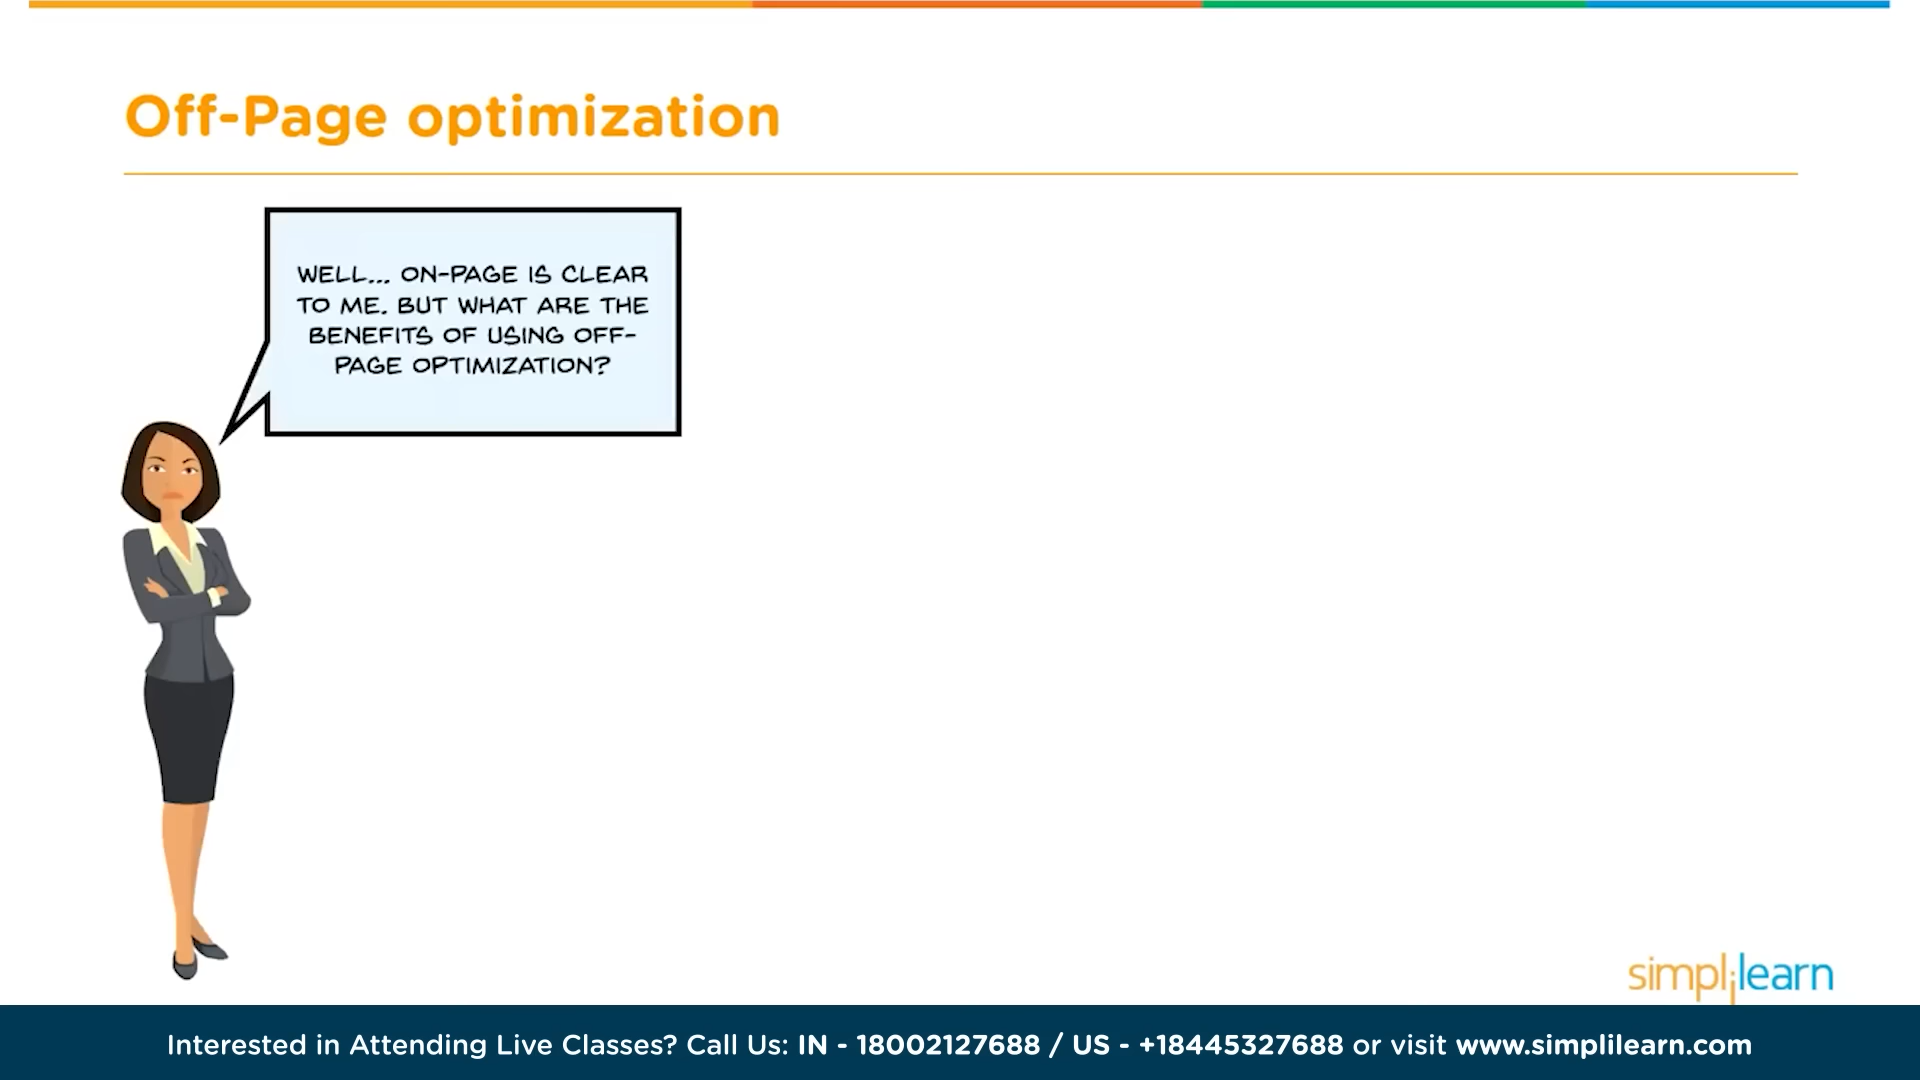 Off-Page optimization
WELL... ON-PAGE IS CLEAR
TO ME. BUT WHAT ARE THE
BENEFITS OF USING OFF-
PAGE OPTIMIZATION?
simplilearn
Interested in Attending Live Classes? Call Us: IN - 18002127688 / US - +18445327688 or visit www.simplilearn.com